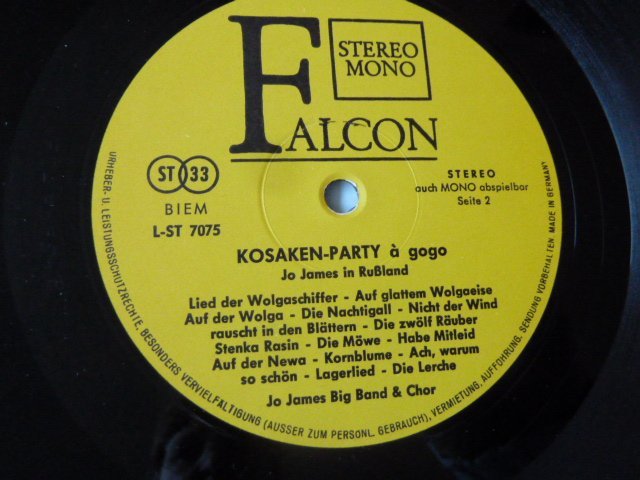 FALCON
STEREO
MONO
ST 33
BIEM
L-ST 7075
STEREO
auch MONO abspielbar
Seite 2
KOSAKEN-PARTY à gogo
Jo James in Rußland
Lied der Wolgaschiffer - Auf glattem Wolgaeise
Auf der Wolga - Die Nachtigall - Nicht der Wind
rauscht in den Blättern - Die zwölf Räuber
Stenka Rasin - Die Möwe - Habe Mitleid
Auf der Newa - Kornblume - Ach, warum
so schön - Lagerlied - Die Lerche
Jo James Big Band & Chor
URHEBER- U. LEISTUNGSSCHUTZRECHTE, BESONDERS VERVIELFÄLTIGUNG (AUSSER ZUM PERSONL. GEBRAUCH), VERMIETUNG, AUFFÜHRUNG, SENDUNG VORBEHALTEN. MADE IN GERMANY